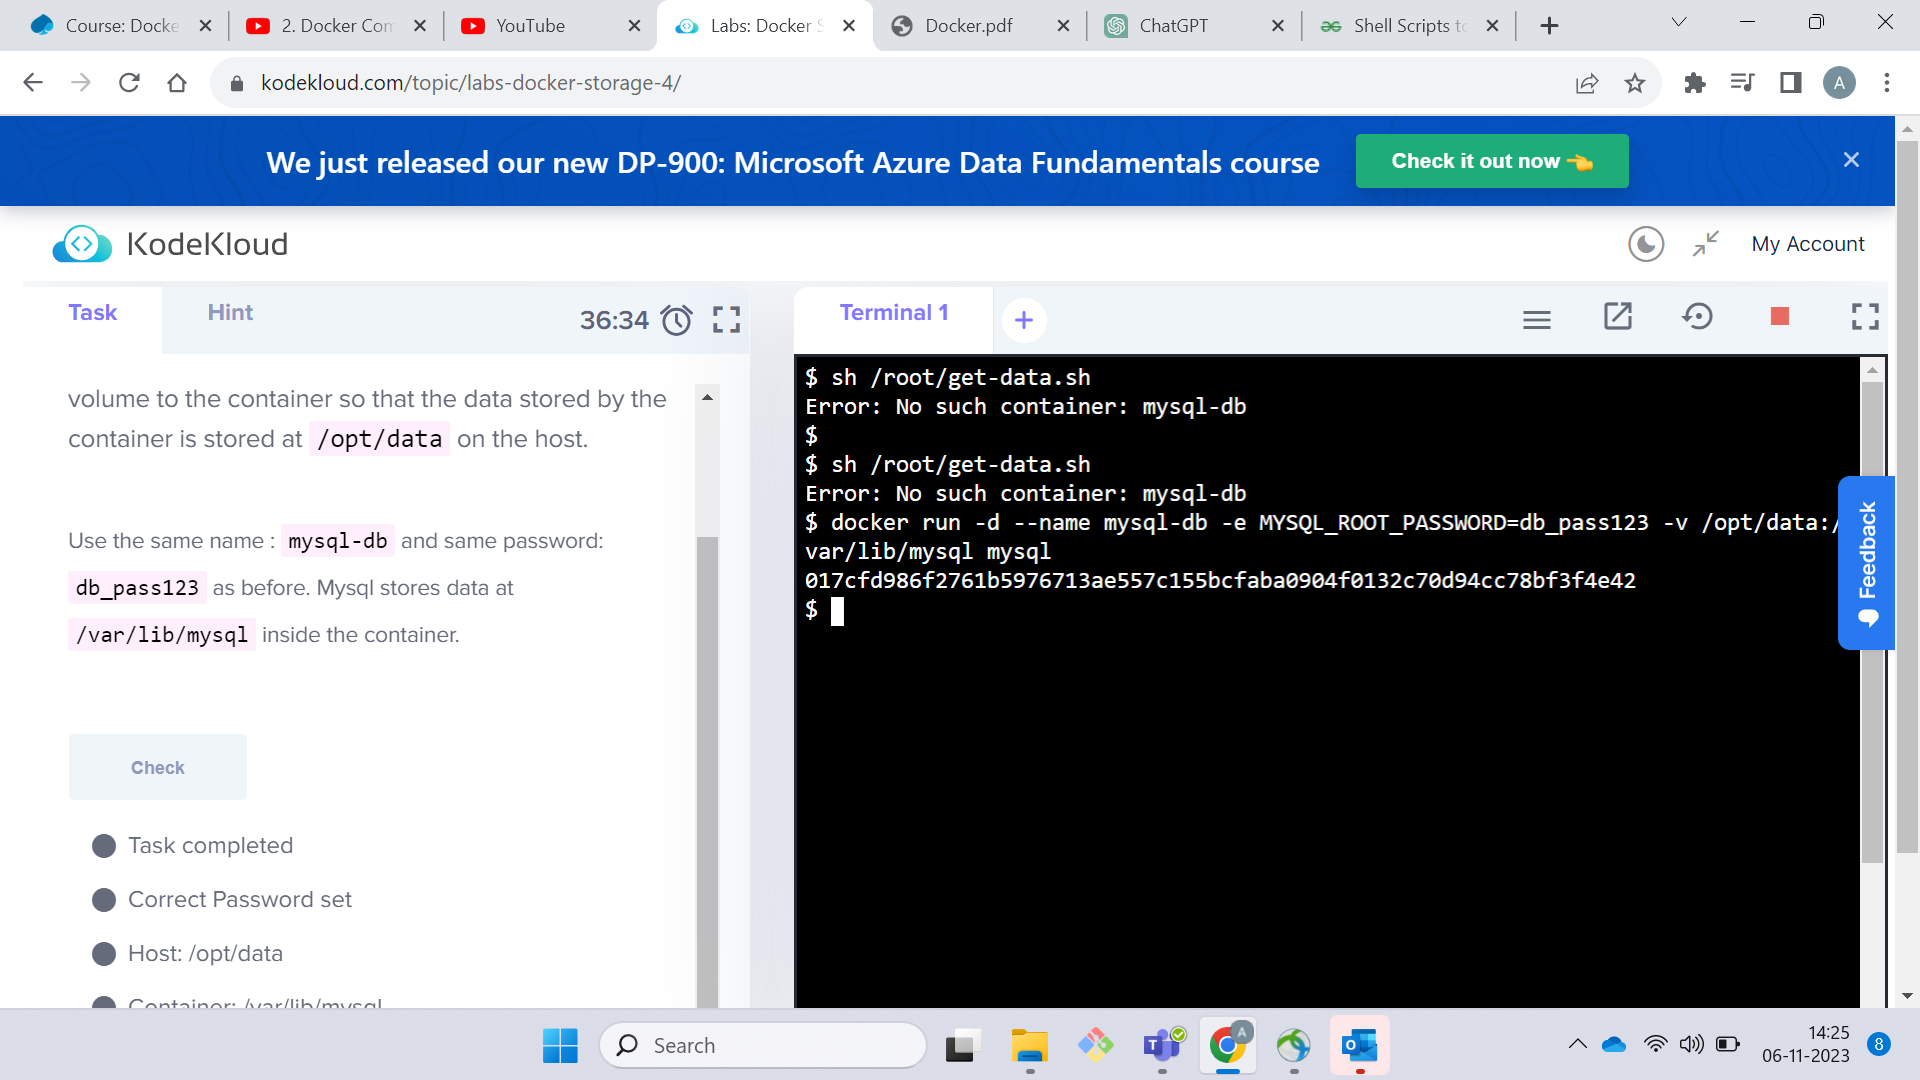 Course: Docke
2. Docker Con
YouTube
Labs: Docker S
Docker.pdf
ChatGPT
Shell Scripts to
kodekloud.com/topic/labs-docker-storage-4/
A
We just released our new DP-900: Microsoft Azure Data Fundamentals course
Check it out now
KodeKloud
My Account
Task
Hint
36:34
Terminal 1
volume to the container so that the data stored by the
container is stored at /opt/data on the host.
Use the same name : mysql-db and same password:
db_pass123 as before. Mysql stores data at
/var/lib/mysql inside the container.
Check
Task completed
Correct Password set
Host: /opt/data
Container: /var/lib/mysql
$ sh /root/get-data.sh
Error: No such container: mysql-db
$
$ sh /root/get-data.sh
Error: No such container: mysql-db
$ docker run -d --name mysql-db -e MYSQL_ROOT_PASSWORD=db_pass123 -v /opt/data:/
var/lib/mysql mysql
017cfd986f2761b5976713ae557c155bcfaba0904f0132c70d94cc78bf3f4e42
$
Feedback
Search
A
14:25
06-11-2023
8